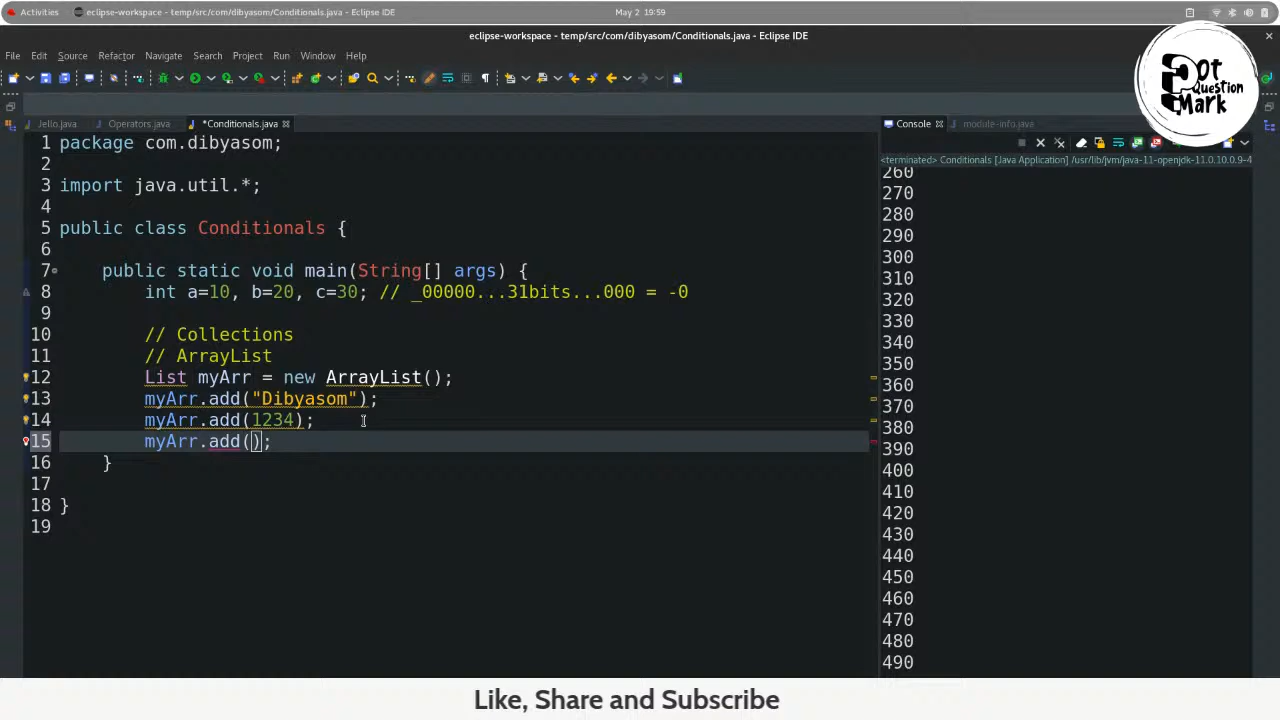 Activities
eclipse-workspace - temp/src/com/dibyasom/Conditionals.java - Eclipse IDE
May 2 19:59
eclipse-workspace - temp/src/com/dibyasom/Conditionals.java - Eclipse IDE
File Edit Source Refactor Navigate Search Project Run Window Help
Dot
Question
Mark
Jello.java
Operators.java
*Conditionals.java
Console
module-info.java
<terminated> Conditionals [Java Application] /usr/lib/jvm/java-11-openjdk-11.0.10.0.9-4
1 package com.dibyasom;
2
3 import java.util.*;
4
5 public class Conditionals {
6
7     public static void main(String[] args) {
8         int a=10, b=20, c=30; // _00000...31bits...000 = -0
9
10         // Collections
11         // ArrayList
12         List myArr = new ArrayList();
13         myArr.add("Dibyasom");
14         myArr.add(1234);
15         myArr.add();
16     }
17
18 }
19
260
270
280
290
300
310
320
330
340
350
360
370
380
390
400
410
420
430
440
450
460
470
480
490
Like, Share and Subscribe